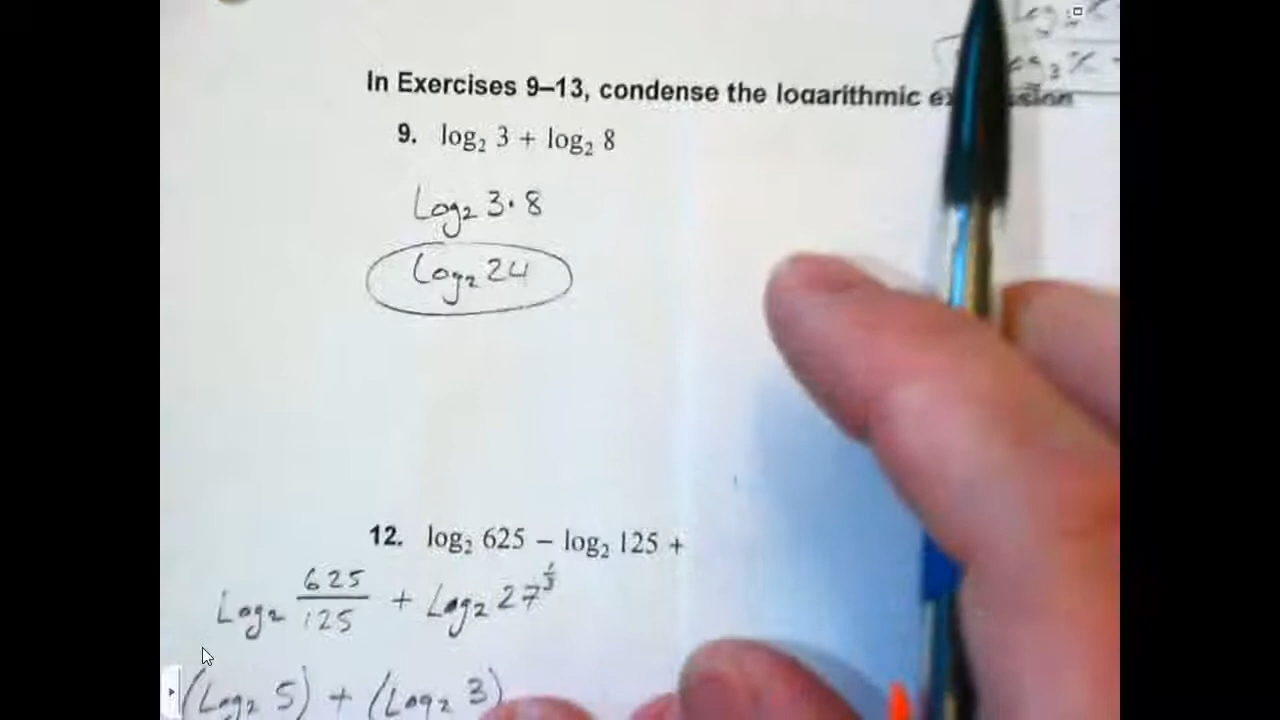 In Exercises 9–13, condense the logarithmic
9. log₂ 3 + log₂ 8
Log₂ 3·8
Log₂ 24
12. log₂ 625 − log₂ 125 +
Log₂ 625/125 + Log₂ 27^(1/3)
(Log₂ 5) + (Log₂ 3)